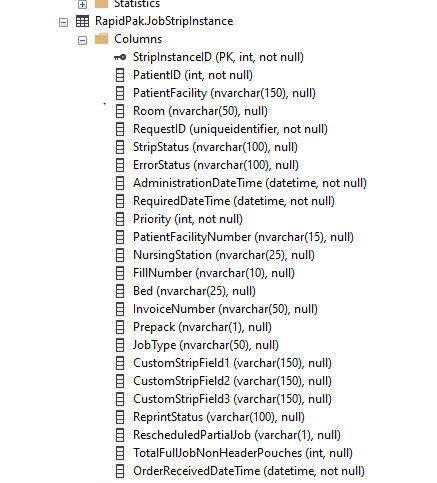 Statistics
RapidPak.JobStripInstance
Columns
StripInstanceID (PK, int, not null)
PatientID (int, not null)
PatientFacility (nvarchar(150), null)
Room (nvarchar(50), null)
RequestID (uniqueidentifier, not null)
StripStatus (nvarchar(100), null)
ErrorStatus (nvarchar(100), null)
AdministrationDateTime (datetime, not null)
RequiredDateTime (datetime, not null)
Priority (int, not null)
PatientFacilityNumber (nvarchar(15), null)
NursingStation (nvarchar(25), null)
FillNumber (nvarchar(10), null)
Bed (nvarchar(25), null)
InvoiceNumber (nvarchar(50), null)
Prepack (nvarchar(1), null)
JobType (nvarchar(50), null)
CustomStripField1 (varchar(150), null)
CustomStripField2 (varchar(150), null)
CustomStripField3 (varchar(150), null)
ReprintStatus (varchar(100), null)
RescheduledPartialJob (varchar(1), null)
TotalFullJobNonHeaderPouches (int, null)
OrderReceivedDateTime (datetime, not null)